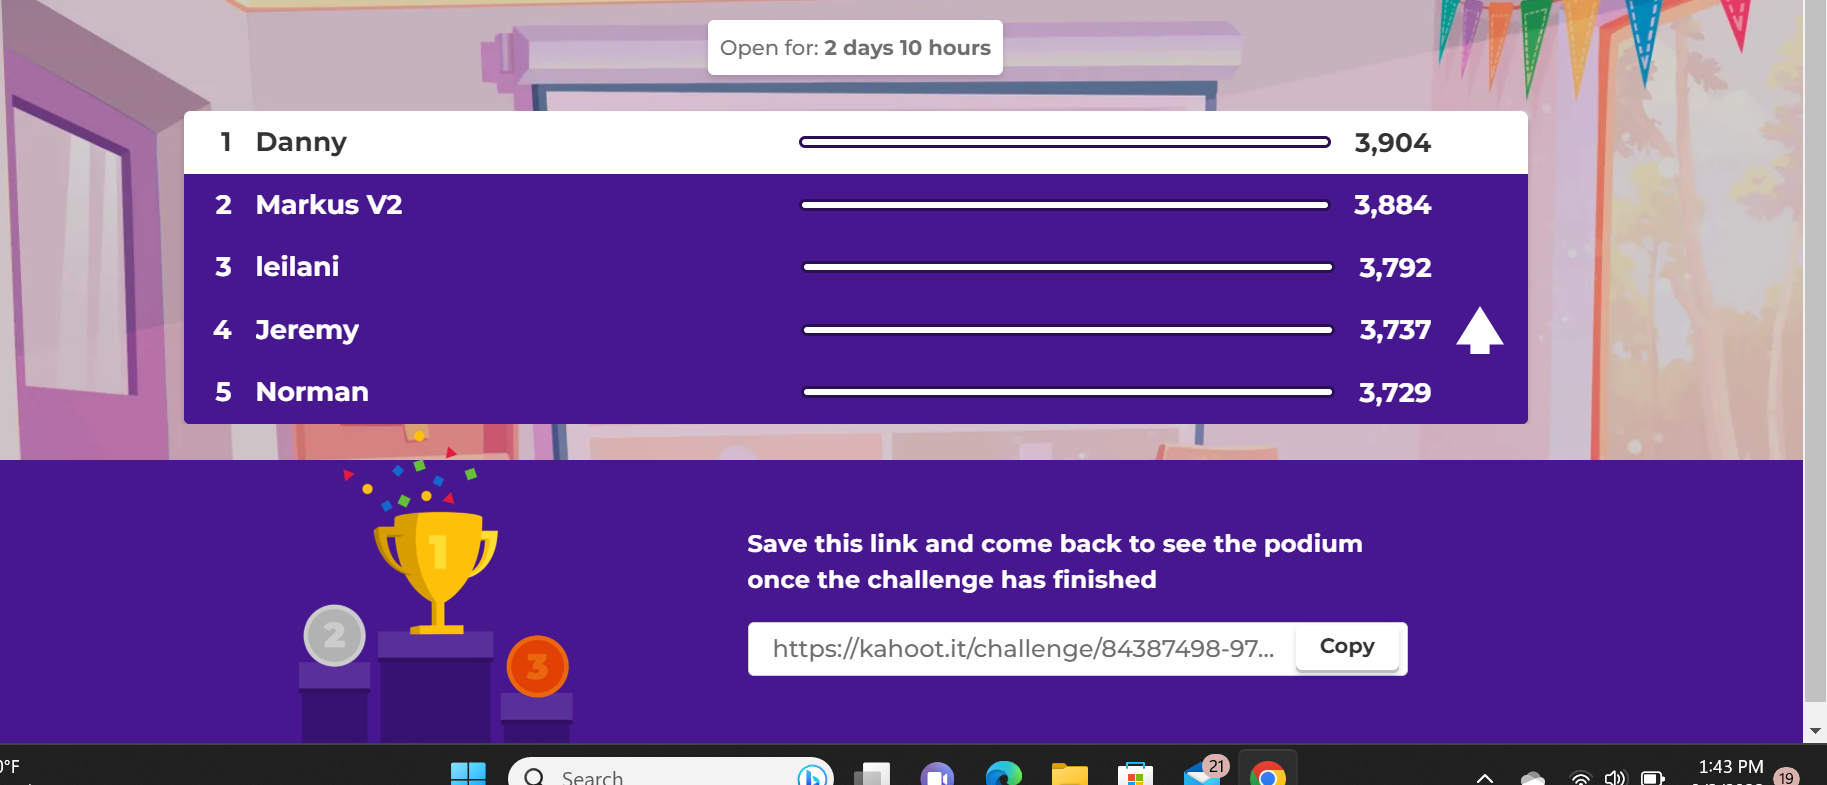 Open for: 2 days 10 hours
1 Danny 3,904
2 Markus V2 3,884
3 leilani 3,792
4 Jeremy 3,737
5 Norman 3,729
1
2
3
Save this link and come back to see the podium
once the challenge has finished
https://kahoot.it/challenge/84387498-97... Copy
°F
Search
21
1:43 PM
19